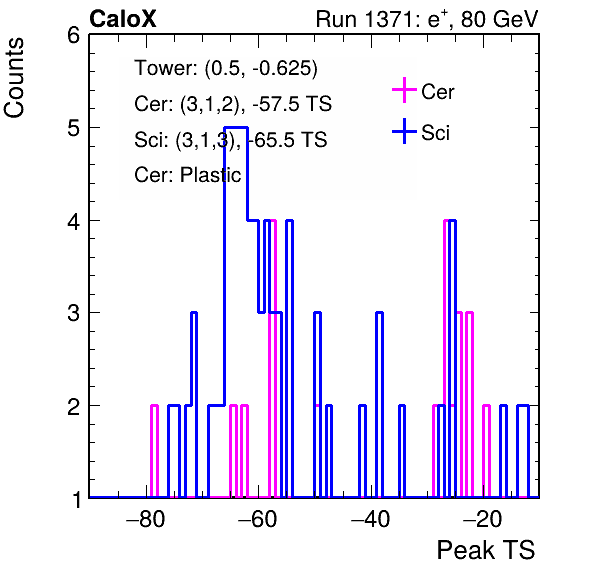 CaloX Run 1371: e⁺, 80 GeV
Counts
6
Tower: (0.5, -0.625)
Cer: (3,1,2), -57.5 TS
Cer
5
Sci: (3,1,3), -65.5 TS
Sci
Cer: Plastic
4
3
2
1
−80 −60 −40 −20
Peak TS